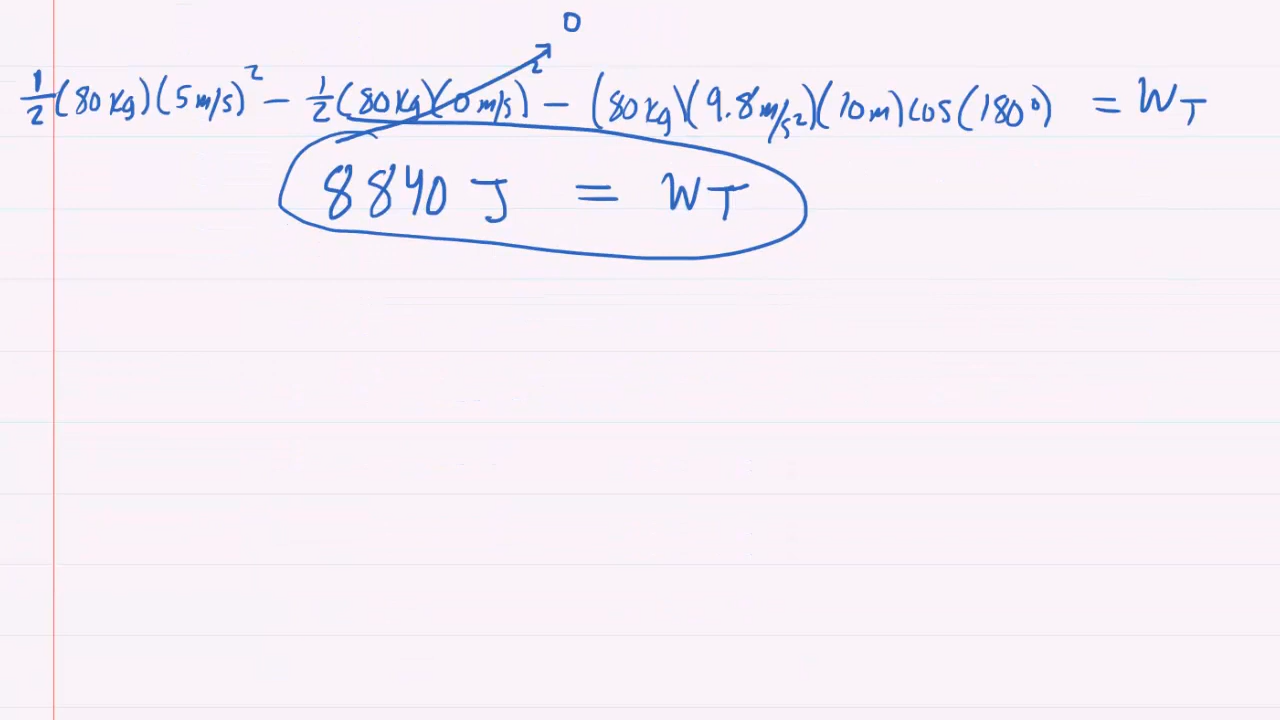 0
1/2 (80 kg)(5 m/s)² - 1/2 (80 kg)(0 m/s)² - (80 kg)(9.8 m/s²)(10 m)cos(180°) = W_T
8840 J = W_T